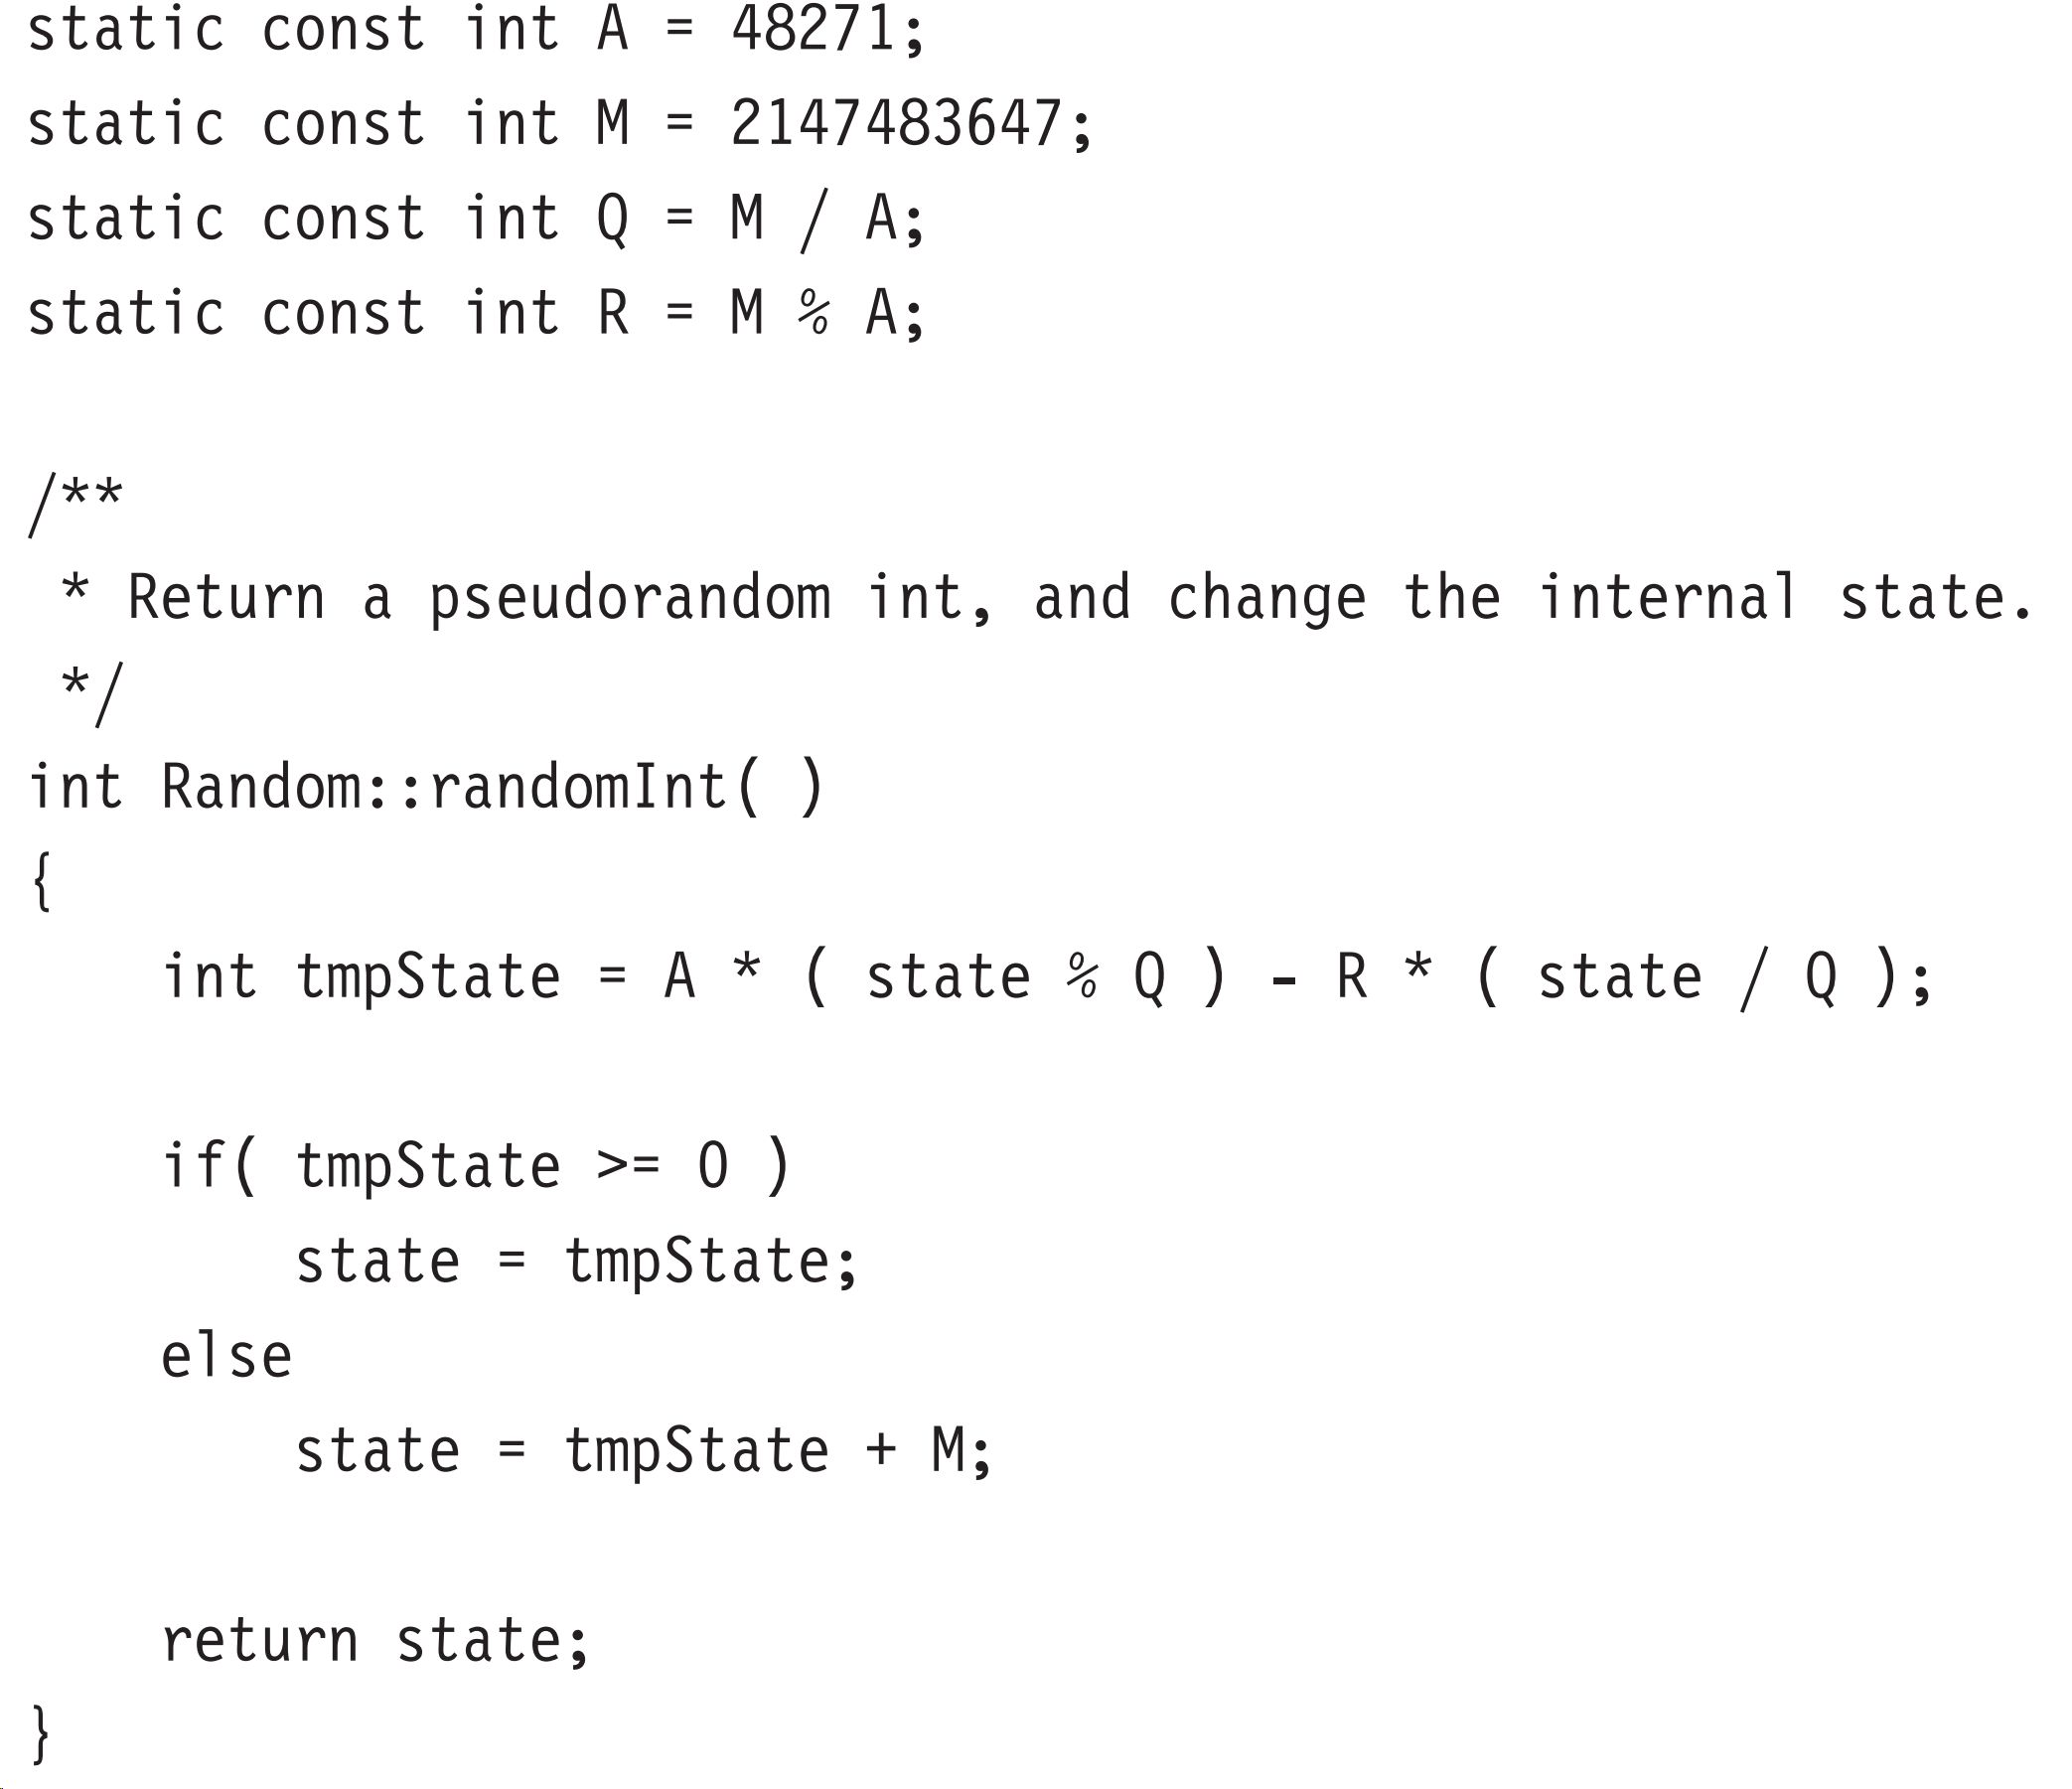 static const int A = 48271;
static const int M = 2147483647;
static const int Q = M / A;
static const int R = M % A;
/**
 * Return a pseudorandom int, and change the internal state.
 */
int Random::randomInt( )
{
    int tmpState = A * ( state % Q ) - R * ( state / Q );
    if( tmpState >= 0 )
        state = tmpState;
    else
        state = tmpState + M;
    return state;
}